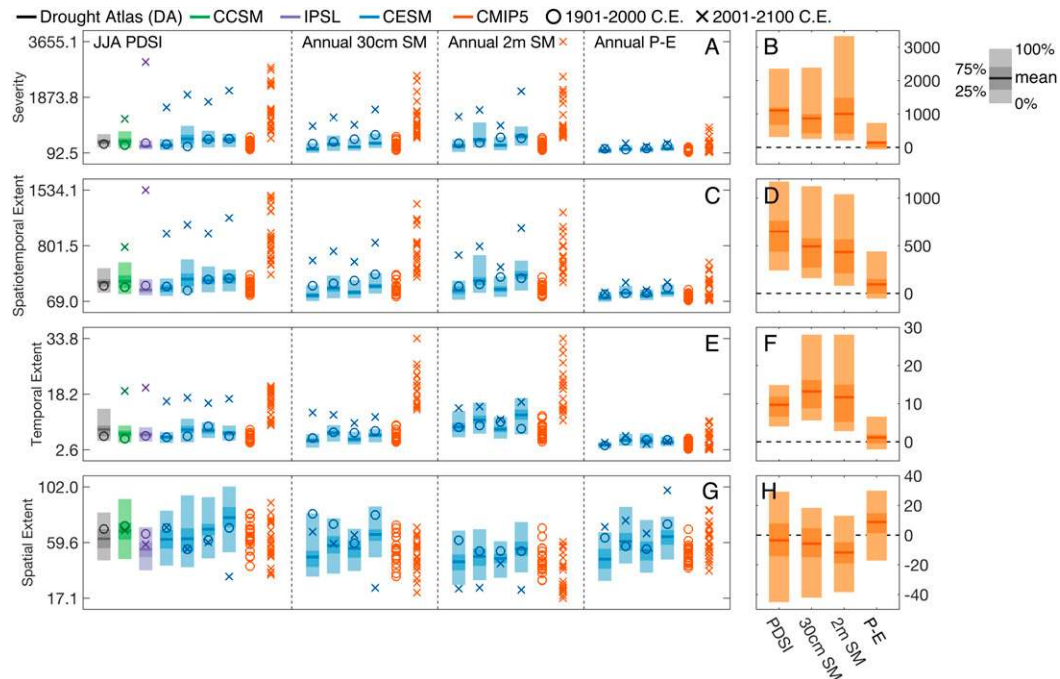 Drought Atlas (DA) CCSM IPSL CESM CMIP5 1901-2000 C.E. 2001-2100 C.E.
JJA PDSI Annual 30cm SM Annual 2m SM Annual P-E A B
Severity
3655.1
1873.8
92.5
3000
2000
1000
0
100%
75% mean
25%
0%
Spatiotemporal Extent
C D
1534.1
801.5
69.0
1000
500
0
Temporal Extent
E F
33.8
18.2
2.6
30
20
10
0
Spatial Extent
G H
102.0
59.6
17.1
40
20
0
-20
-40
PDSI
30cm SM
2m SM
P-E